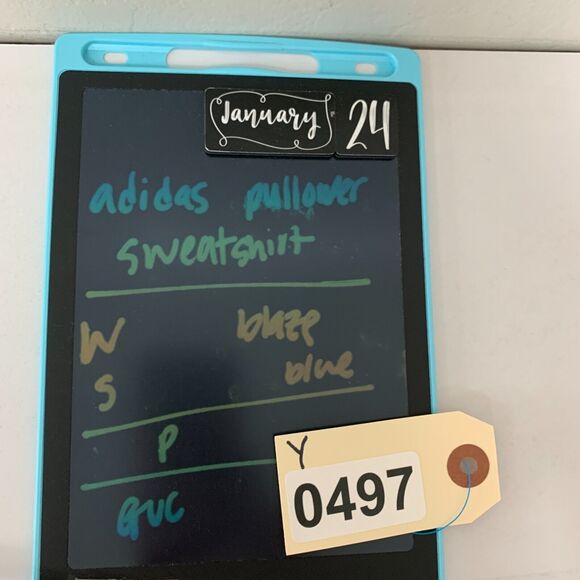 January 24
adidas pullover
sweatshirt
W blaze
S blue
P
GUC
Y
0497